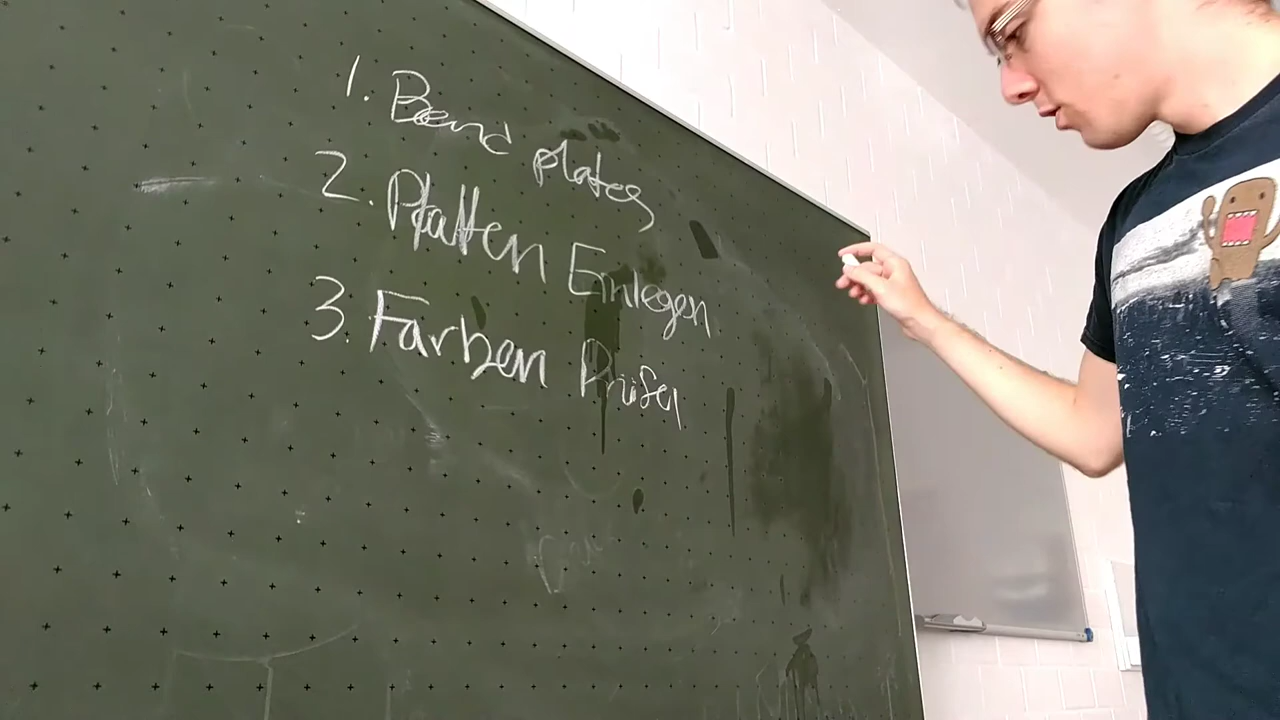 1. Bend plates
2. Platten Einlegen
3. Farben Prüfen